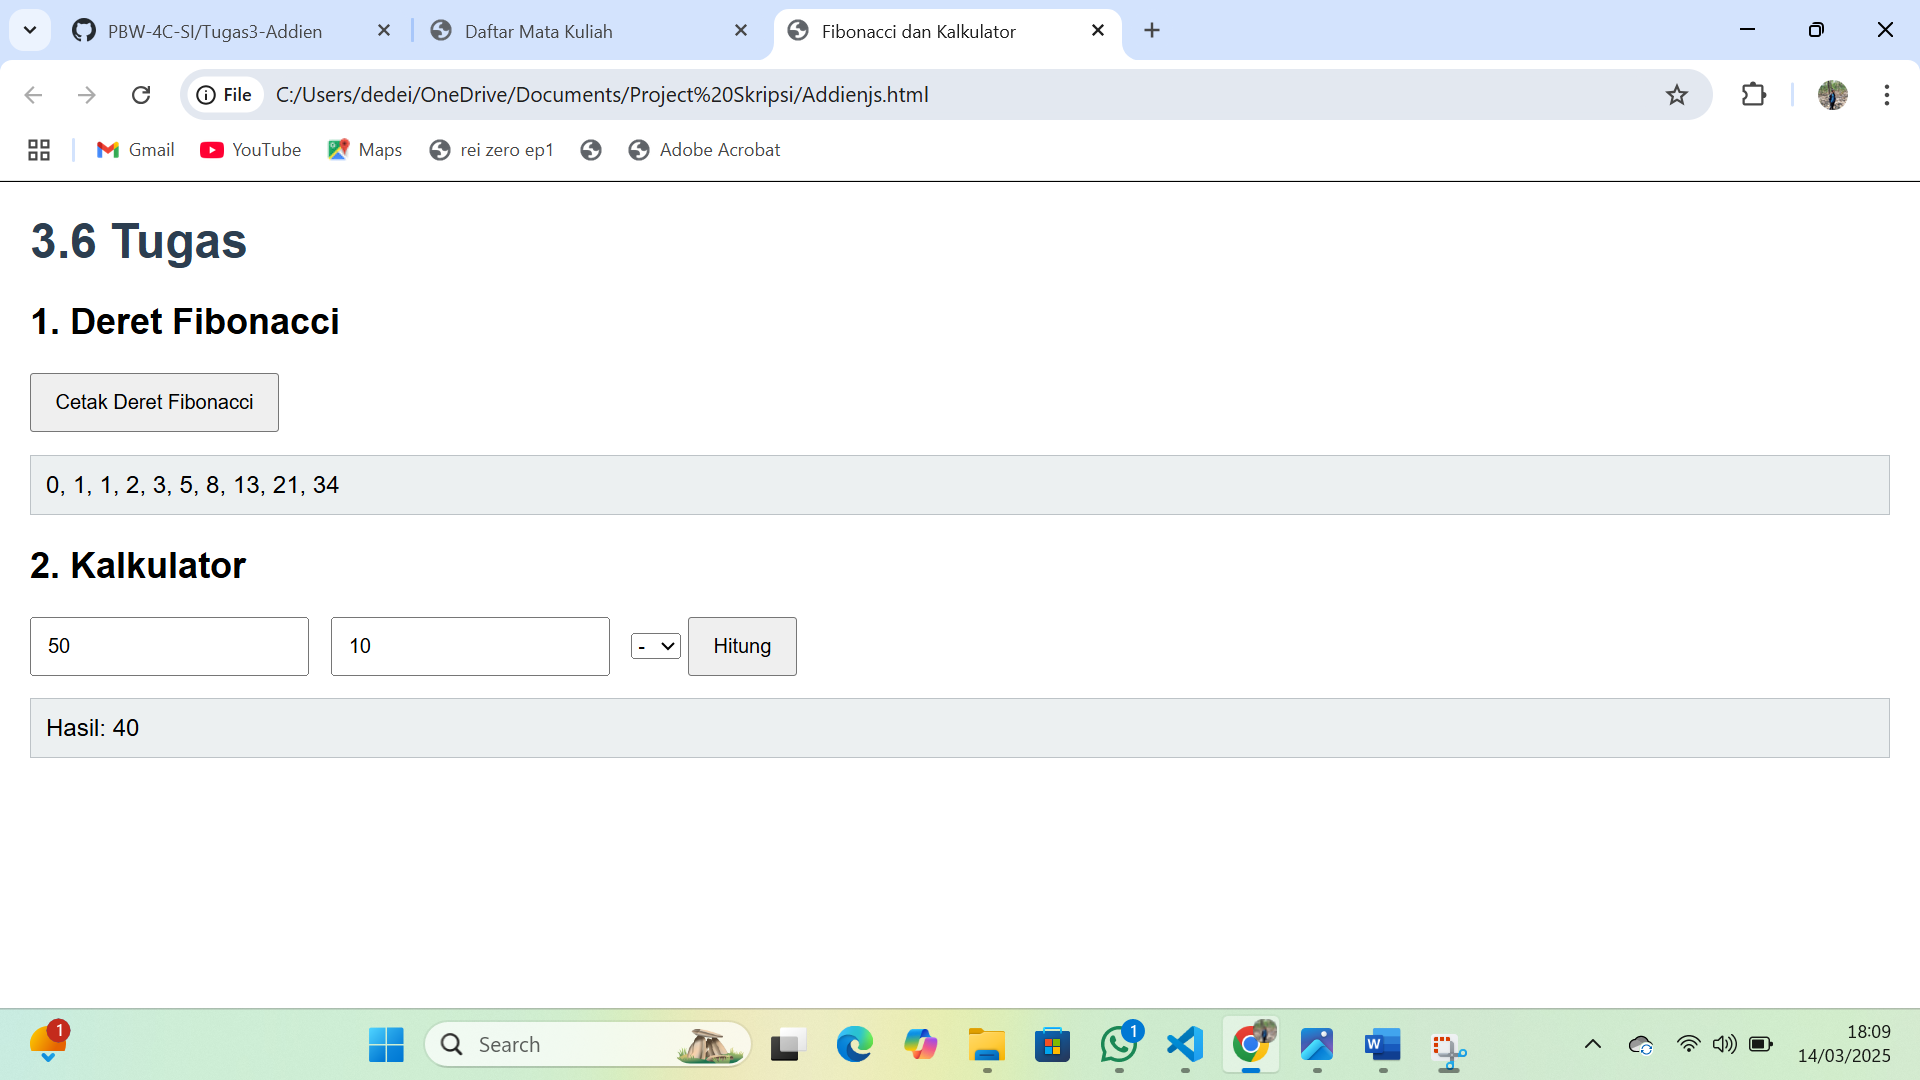 PBW-4C-SI/Tugas3-Addien
Daftar Mata Kuliah
Fibonacci dan Kalkulator
File C:/Users/dedei/OneDrive/Documents/Project%20Skripsi/Addienjs.html
Gmail YouTube Maps rei zero ep1 Adobe Acrobat
3.6 Tugas
1. Deret Fibonacci
Cetak Deret Fibonacci
0, 1, 1, 2, 3, 5, 8, 13, 21, 34
2. Kalkulator
50 10 - Hitung
Hasil: 40
1
Search
1
18:09
14/03/2025